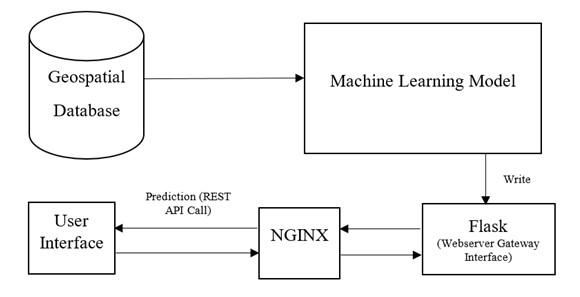 Geospatial
Database
Machine Learning Model
Write
Prediction (REST
API Call)
User
Interface
NGINX
Flask
(Webserver Gateway
Interface)